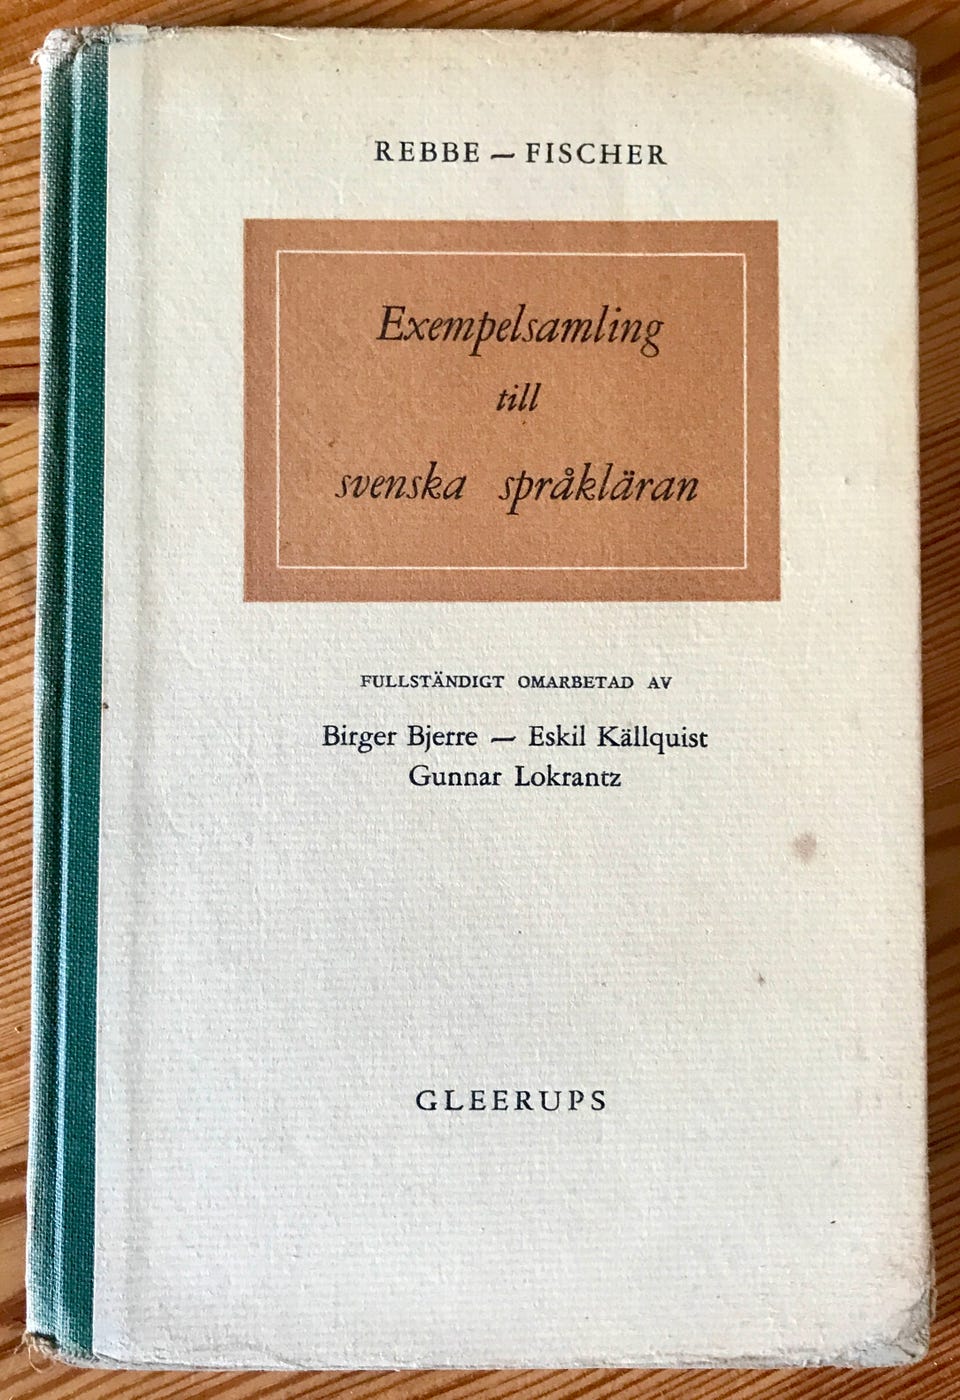 REBBE — FISCHER
Exempelsamling
till
svenska språkläran
FULLSTÄNDIGT OMARBETAD AV
Birger Bjerre — Eskil Källquist
Gunnar Lokrantz
GLEERUPS